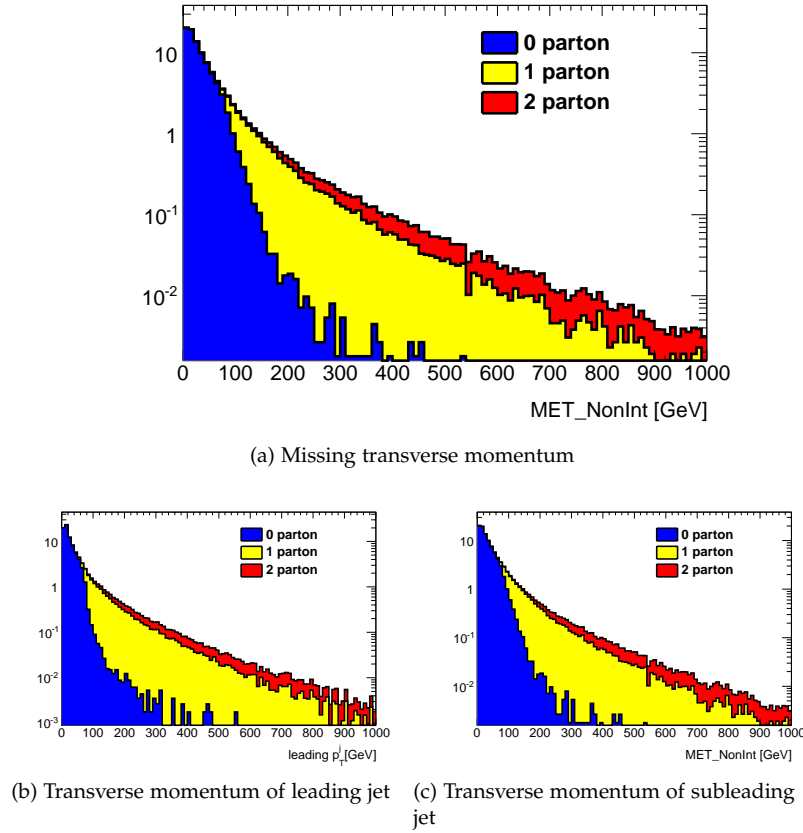 10
0 parton
1 parton
2 parton
1
10⁻¹
10⁻²
0 100 200 300 400 500 600 700 800 900 1000
MET_NonInt [GeV]
(a) Missing transverse momentum
10
0 parton
1 parton
2 parton
1
10⁻¹
10⁻²
10⁻³
0 100 200 300 400 500 600 700 800 900 1000
leading p_T^j[GeV]
(b) Transverse momentum of leading jet
10
0 parton
1 parton
2 parton
1
10⁻¹
10⁻²
0 100 200 300 400 500 600 700 800 900 1000
MET_NonInt [GeV]
(c) Transverse momentum of subleading
jet